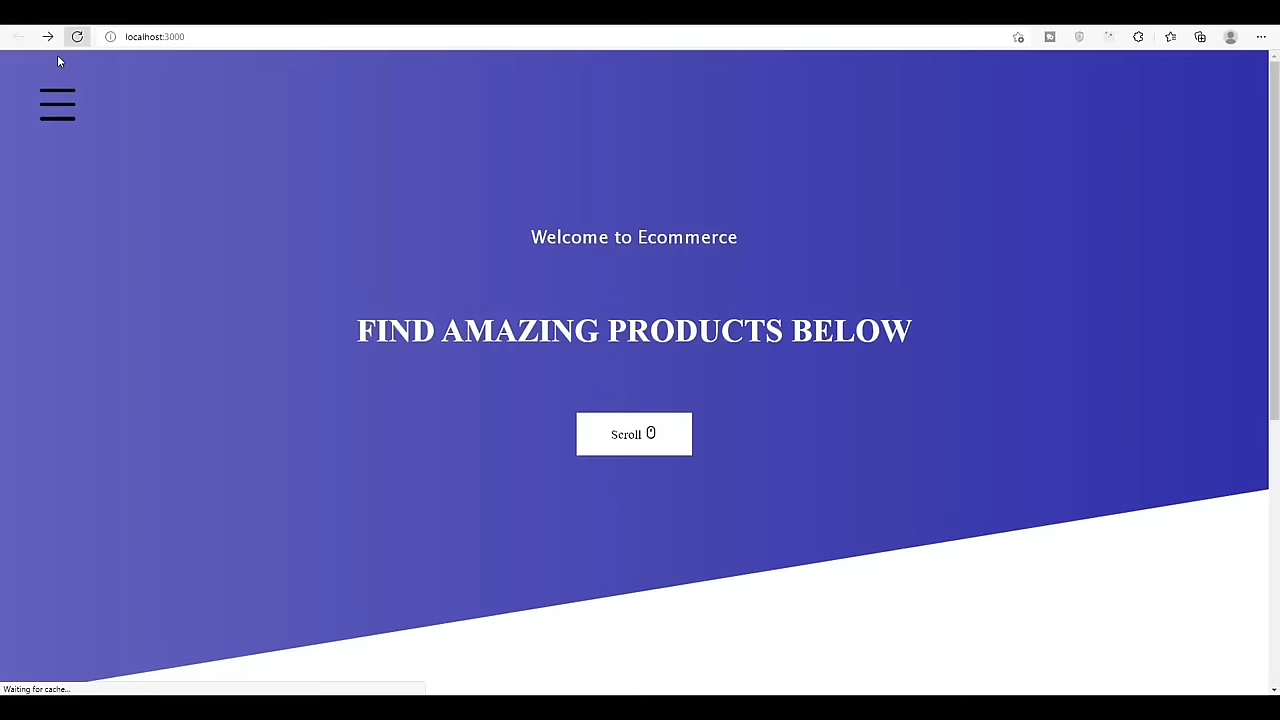 localhost:3000
Welcome to Ecommerce
FIND AMAZING PRODUCTS BELOW
Scroll
Waiting for cache...